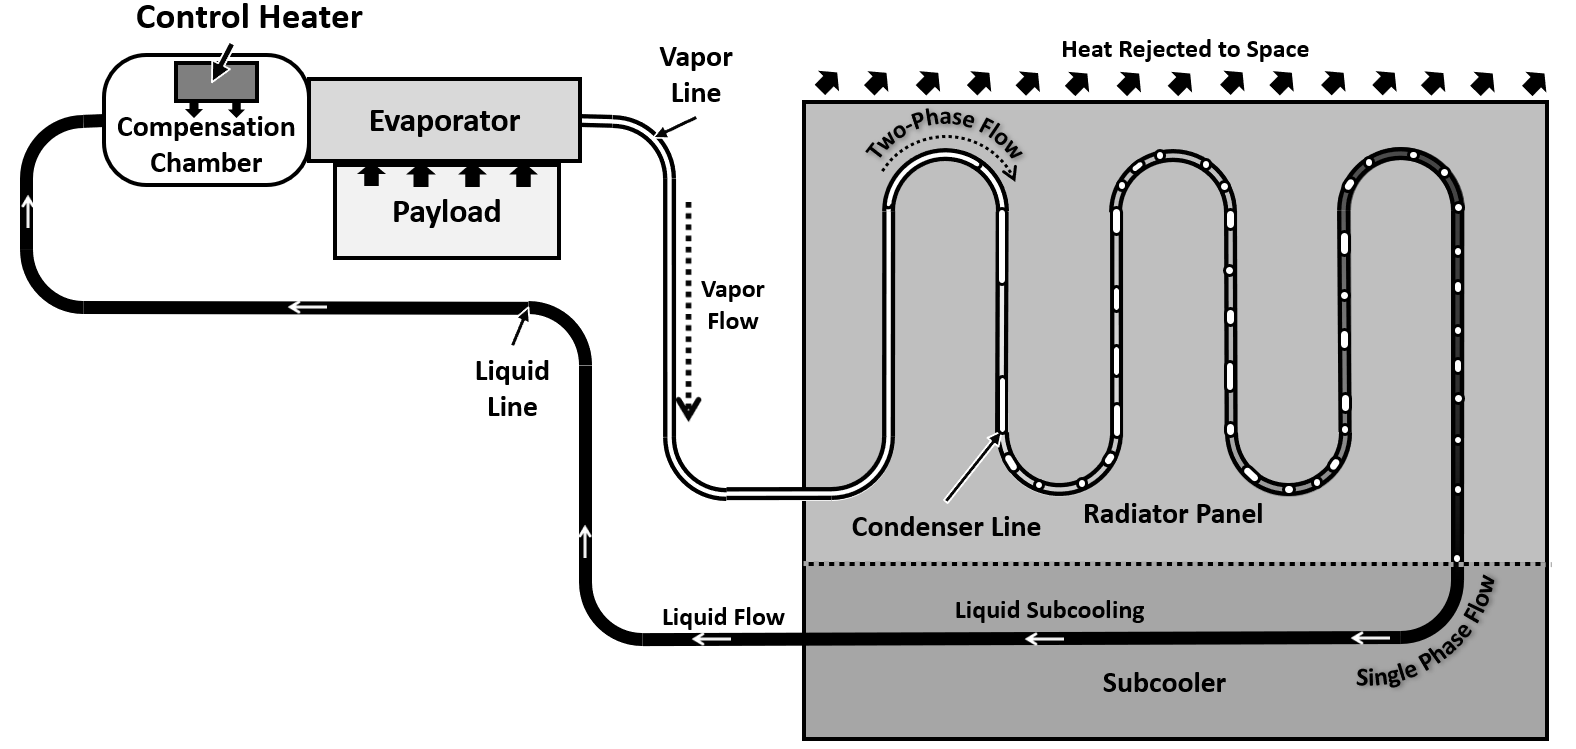 Control Heater
Compensation
Chamber
Evaporator
Payload
Vapor
Line
Vapor
Flow
Liquid
Line
Heat Rejected to Space
Two-Phase Flow
Condenser Line
Radiator Panel
Liquid Flow
Liquid Subcooling
Single Phase Flow
Subcooler